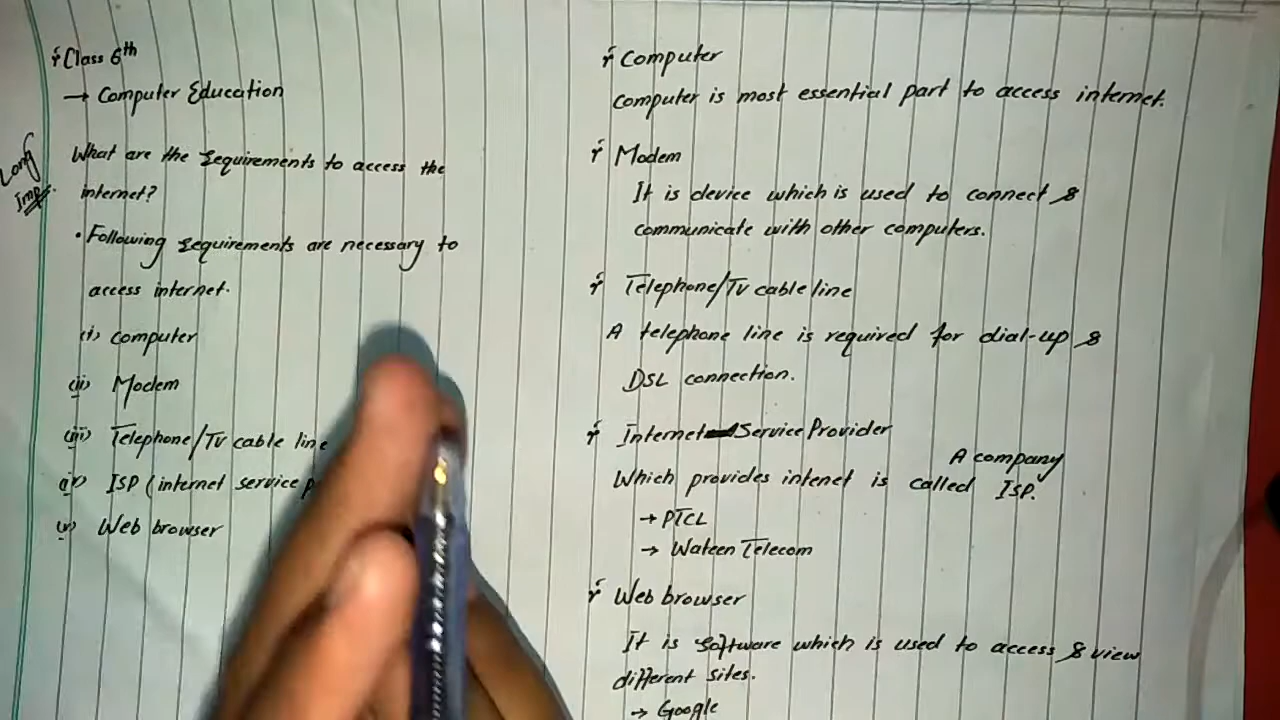 Class 6th
→ Computer Education
Long
Imp.
What are the requirements to access the
internet?
• Following requirements are necessary to
access internet.
(i) Computer
(ii) Modem
(iii) Telephone/Tv cable line
(iv) ISP (internet service
(v) Web browser
Computer
Computer is most essential part to access internet.
Modem
It is device which is used to connect &
communicate with other computers.
Telephone/Tv cable line
A telephone line is required for dial-up &
DSL connection.
Internet Service Provider
A company
Which provides intenet is called ISP.
→ PTCL
→ Wateen Telecom
Web browser
It is software which is used to access & view
different sites.
→ Google